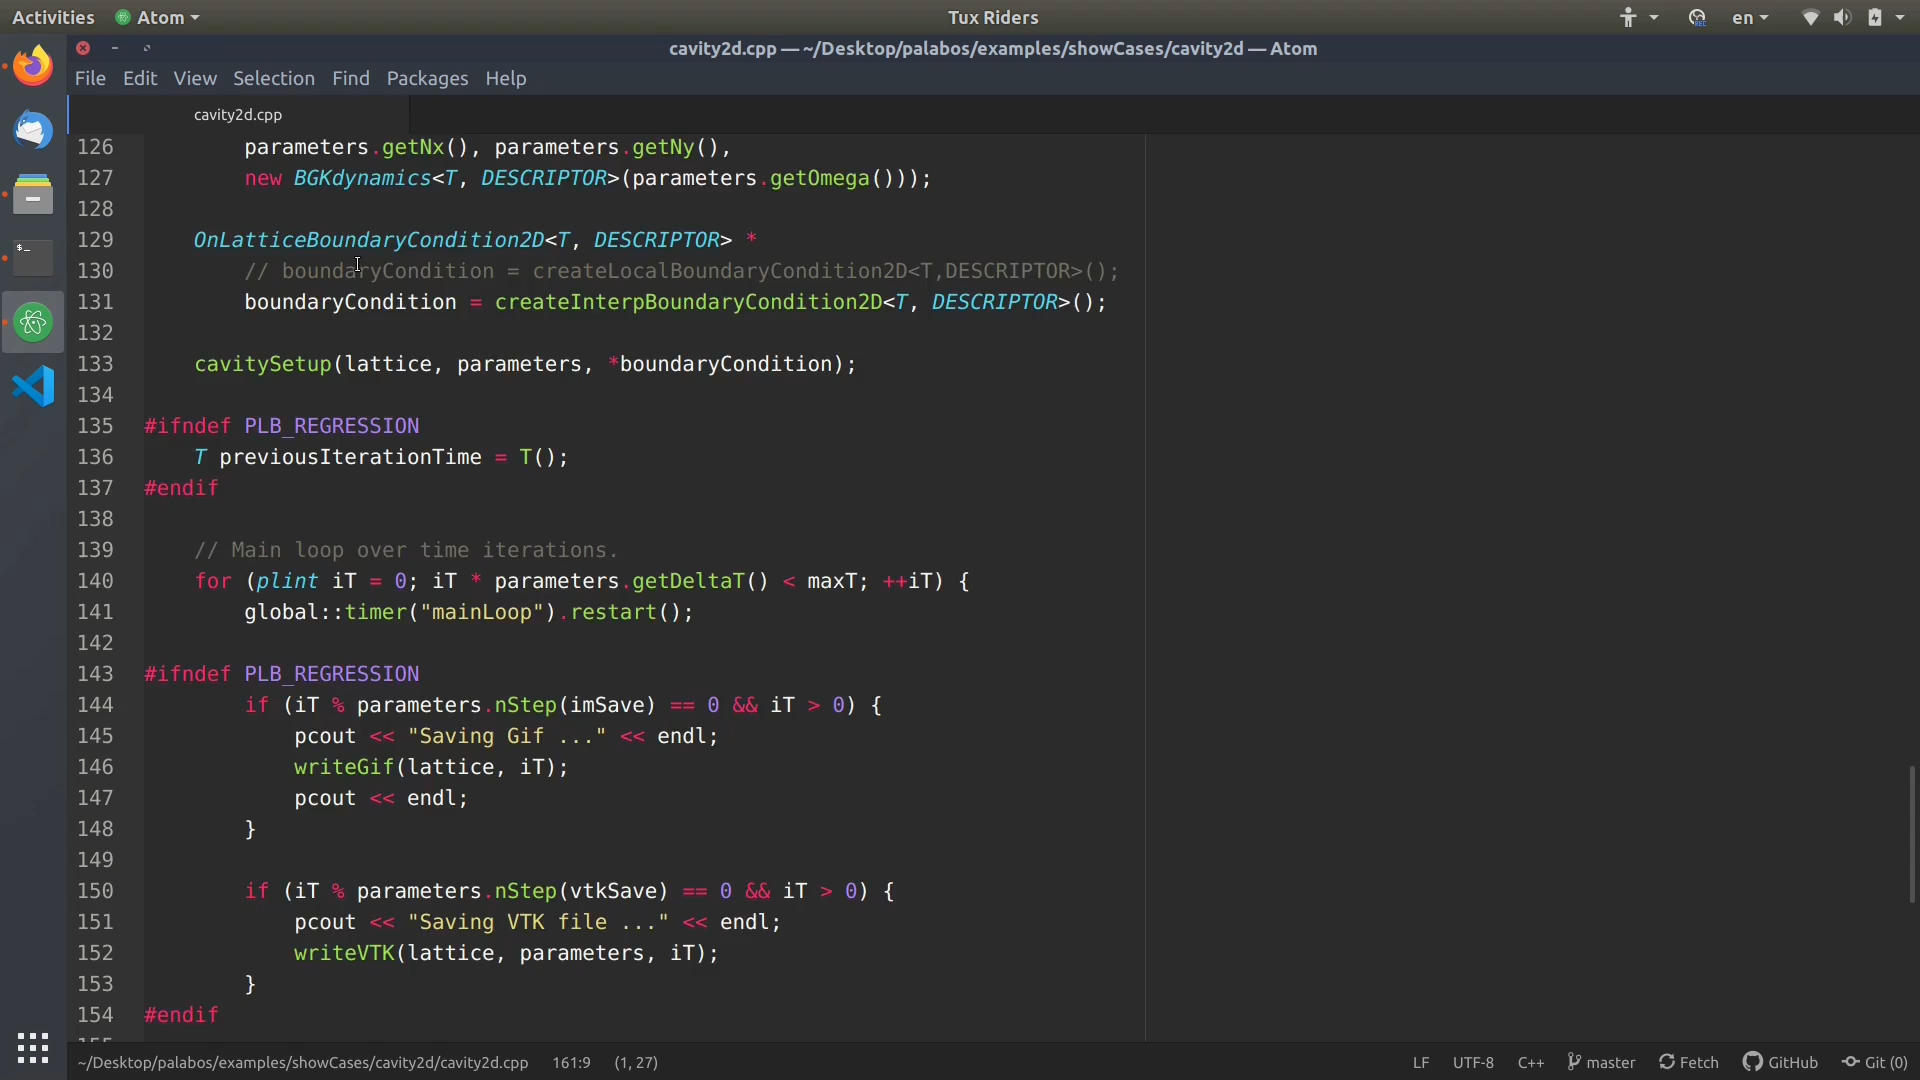 Activities Atom Tux Riders en
cavity2d.cpp — ~/Desktop/palabos/examples/showCases/cavity2d — Atom
File Edit View Selection Find Packages Help
cavity2d.cpp
126 parameters.getNx(), parameters.getNy(),
127 new BGKdynamics<T, DESCRIPTOR>(parameters.getOmega()));
128
129 OnLatticeBoundaryCondition2D<T, DESCRIPTOR> *
130 // boundaryCondition = createLocalBoundaryCondition2D<T,DESCRIPTOR>();
131 boundaryCondition = createInterpBoundaryCondition2D<T, DESCRIPTOR>();
132
133 cavitySetup(lattice, parameters, *boundaryCondition);
134
135 #ifndef PLB_REGRESSION
136 T previousIterationTime = T();
137 #endif
138
139 // Main loop over time iterations.
140 for (plint iT = 0; iT * parameters.getDeltaT() < maxT; ++iT) {
141 global::timer("mainLoop").restart();
142
143 #ifndef PLB_REGRESSION
144 if (iT % parameters.nStep(imSave) == 0 && iT > 0) {
145 pcout << "Saving Gif ..." << endl;
146 writeGif(lattice, iT);
147 pcout << endl;
148 }
149
150 if (iT % parameters.nStep(vtkSave) == 0 && iT > 0) {
151 pcout << "Saving VTK file ..." << endl;
152 writeVTK(lattice, parameters, iT);
153 }
154 #endif
~/Desktop/palabos/examples/showCases/cavity2d/cavity2d.cpp 161:9 (1, 27) LF UTF-8 C++ master Fetch GitHub Git (0)